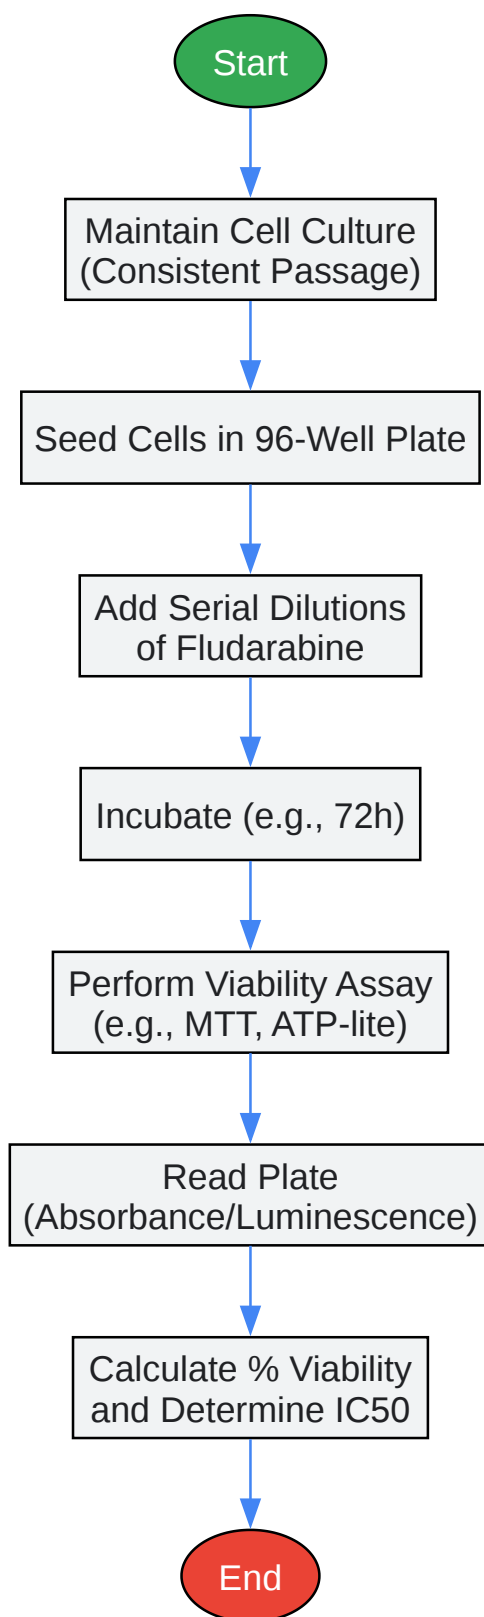 Start
Maintain Cell Culture
(Consistent Passage)
Seed Cells in 96-Well Plate
Add Serial Dilutions
of Fludarabine
Incubate (e.g., 72h)
Perform Viability Assay
(e.g., MTT, ATP-lite)
Read Plate
(Absorbance/Luminescence)
Calculate % Viability
and Determine IC50
End